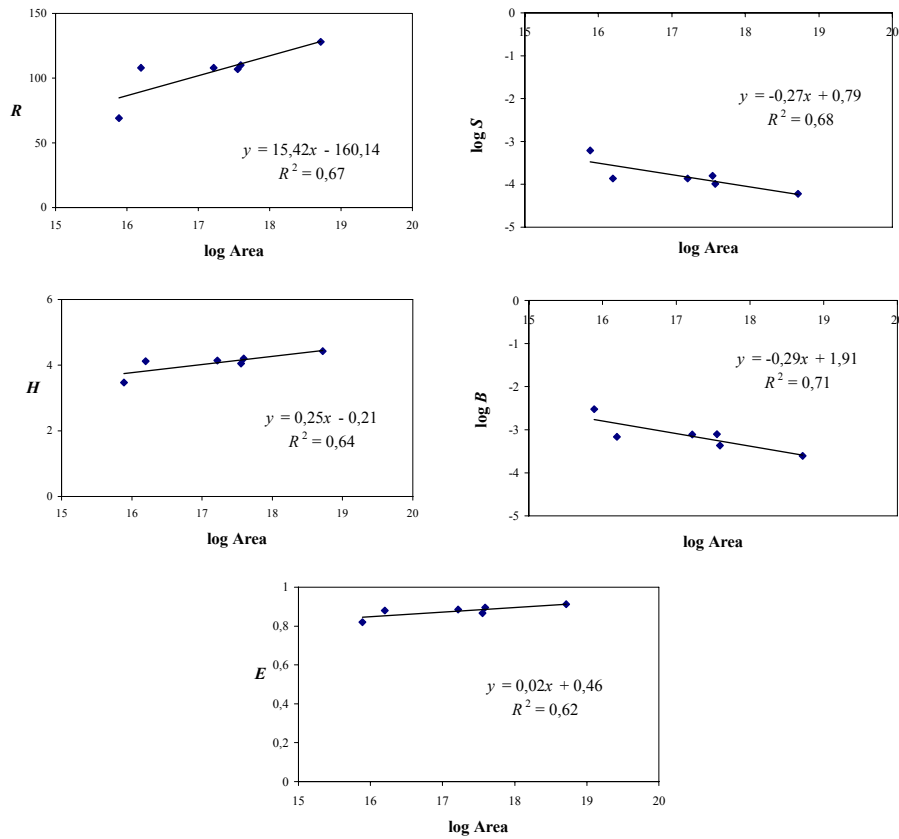 150
100
50
0
R
15 16 17 18 19 20
log Area
y = 15,42x - 160,14
R² = 0,67
0
-1
-2
-3
-4
-5
log S
15 16 17 18 19 20
log Area
y = -0,27x + 0,79
R² = 0,68
6
4
2
0
H
15 16 17 18 19 20
log Area
y = 0,25x - 0,21
R² = 0,64
0
-1
-2
-3
-4
-5
log B
15 16 17 18 19 20
log Area
y = -0,29x + 1,91
R² = 0,71
1
0,8
0,6
0,4
0,2
0
E
15 16 17 18 19 20
log Area
y = 0,02x + 0,46
R² = 0,62